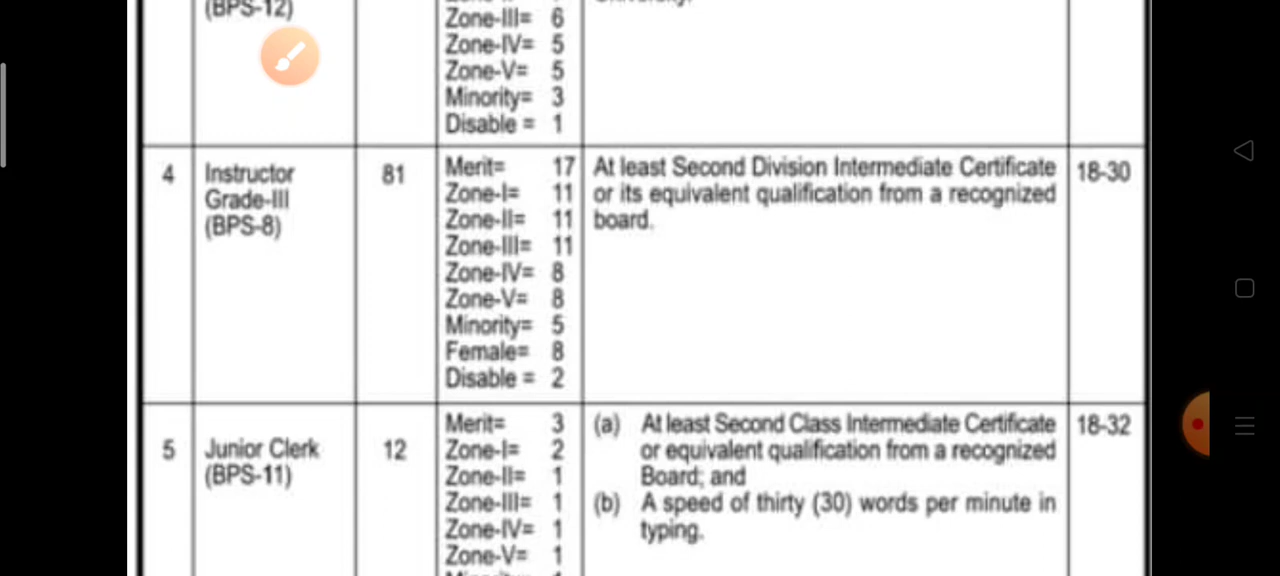 (BPS-12)
Zone-III= 6
Zone-IV= 5
Zone-V= 5
Minority= 3
Disable = 1
4
Instructor
Grade-III
(BPS-8)
81
Merit= 17
Zone-I= 11
Zone-II= 11
Zone-III= 11
Zone-IV= 8
Zone-V= 8
Minority= 5
Female= 8
Disable = 2
At least Second Division Intermediate Certificate
or its equivalent qualification from a recognized
board.
18-30
5
Junior Clerk
(BPS-11)
12
Merit= 3
Zone-I= 2
Zone-II= 1
Zone-III= 1
Zone-IV= 1
Zone-V= 1
(a) At least Second Class Intermediate Certificate
or equivalent qualification from a recognized
Board; and
(b) A speed of thirty (30) words per minute in
typing.
18-32